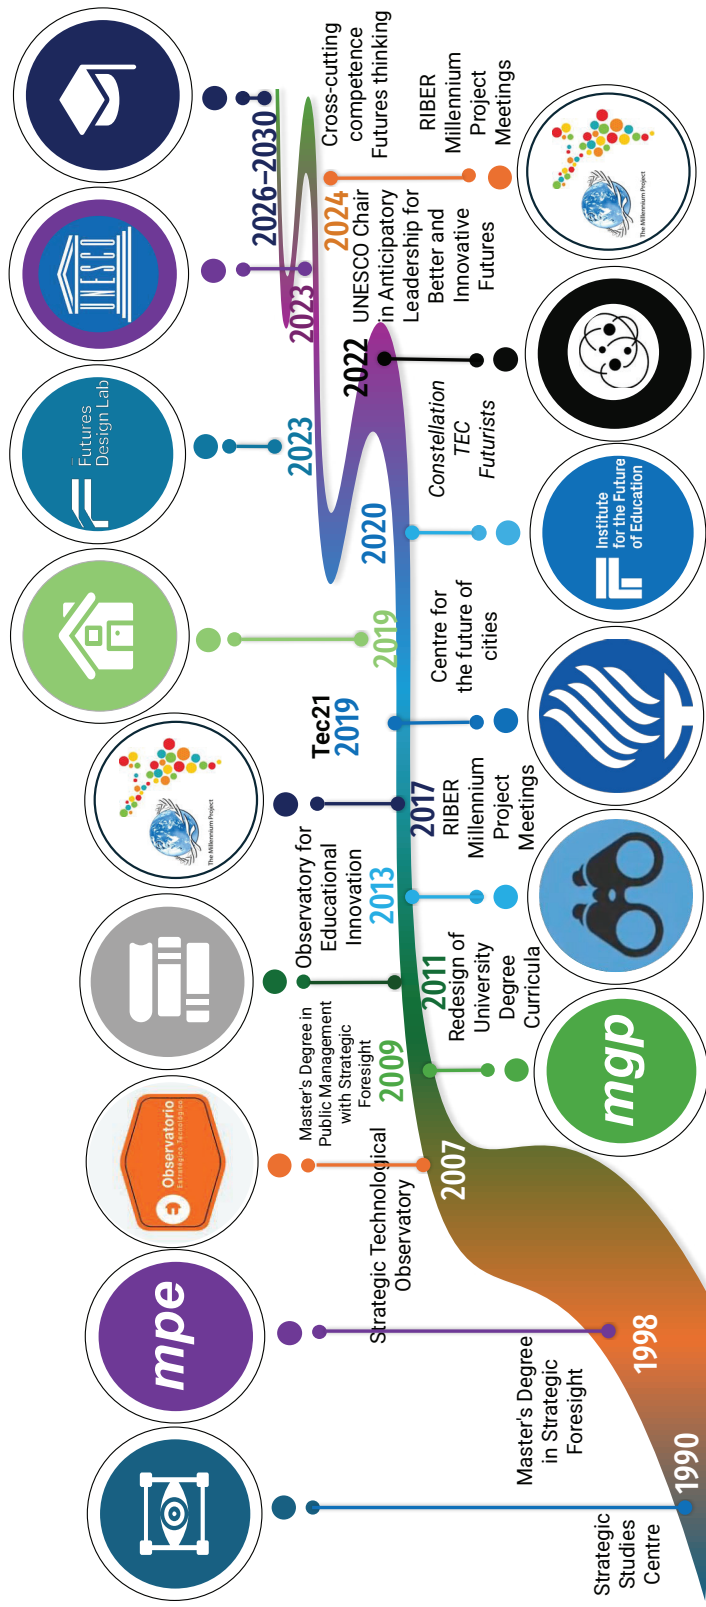 Strategic
Studies
Centre
1990
mpe
Master's Degree
in Strategic
Foresight
1998
Observatorio
Estratégico Tecnológico
Strategic Technological
Observatory
2007
mgp
Master's Degree in
Public Management
with Strategic
Foresight
2009
2011
Redesign of
University
Degree
Curricula
Observatory for
Educational
Innovation
2013
The Millennium Project
2017
RIBER
Millennium
Project
Meetings
Tec21
2019
2019
Centre for
the future of
cities
Institute
for the Future
of Education
2020
Constellation
TEC
Futurists
2022
Futures
Design Lab
2023
UNESCO
2023
UNESCO Chair
in Anticipatory
Leadership for
Better and
Innovative
Futures
2024
RIBER
Millennium
Project
Meetings
The Millennium Project
2026–2030
Cross-cutting
competence
Futures thinking